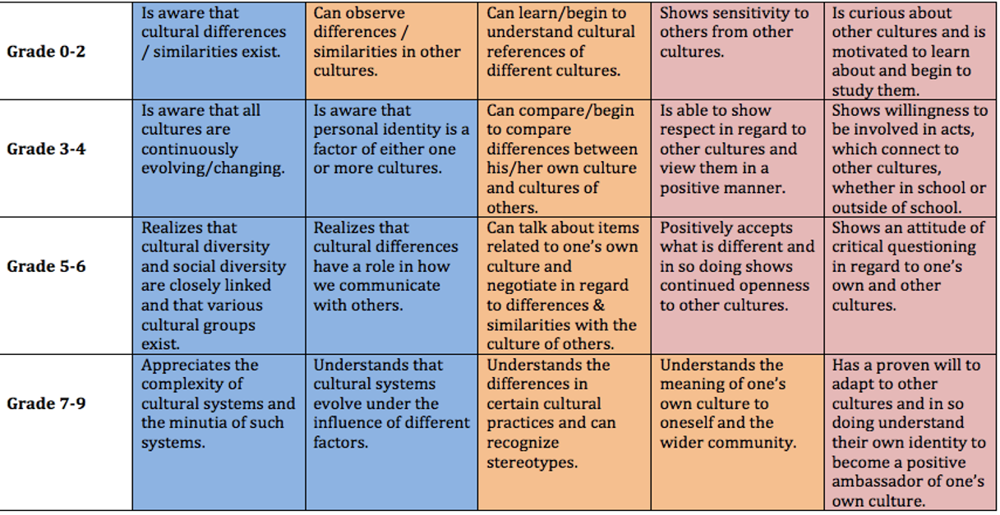 Grade 0-2
Is aware that
cultural differences
/ similarities exist.
Can observe
differences /
similarities in other
cultures.
Can learn/begin to
understand cultural
references of
different cultures.
Shows sensitivity to
others from other
cultures.
Is curious about
other cultures and is
motivated to learn
about and begin to
study them.
Grade 3-4
Is aware that all
cultures are
continuously
evolving/changing.
Is aware that
personal identity is a
factor of either one
or more cultures.
Can compare/begin
to compare
differences between
his/her own culture
and cultures of
others.
Is able to show
respect in regard to
other cultures and
view them in a
positive manner.
Shows willingness to
be involved in acts,
which connect to
other cultures,
whether in school or
outside of school.
Grade 5-6
Realizes that
cultural diversity
and social diversity
are closely linked
and that various
cultural groups
exist.
Realizes that
cultural differences
have a role in how
we communicate
with others.
Can talk about items
related to one’s own
culture and
negotiate in regard
to differences &
similarities with the
culture of others.
Positively accepts
what is different and
in so doing shows
continued openness
to other cultures.
Shows an attitude of
critical questioning
in regard to one’s
own and other
cultures.
Grade 7-9
Appreciates the
complexity of
cultural systems and
the minutia of such
systems.
Understands that
cultural systems
evolve under the
influence of different
factors.
Understands the
differences in
certain cultural
practices and can
recognize
stereotypes.
Understands the
meaning of one’s
own culture to
oneself and the
wider community.
Has a proven will to
adapt to other
cultures and in so
doing understand
their own identity to
become a positive
ambassador of one’s
own culture.